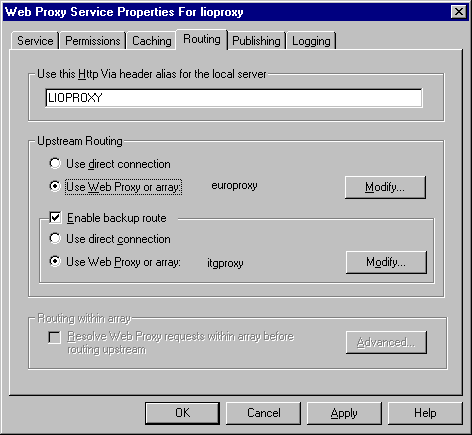 Web Proxy Service Properties For lioproxy
Service Permissions Caching Routing Publishing Logging
Use this Http Via header alias for the local server
LIOPROXY
Upstream Routing
Use direct connection
Use Web Proxy or array: europroxy Modify...
Enable backup route
Use direct connection
Use Web Proxy or array: itgproxy Modify...
Routing within array
Resolve Web Proxy requests within array before
routing upstream
Advanced...
OK Cancel Apply Help